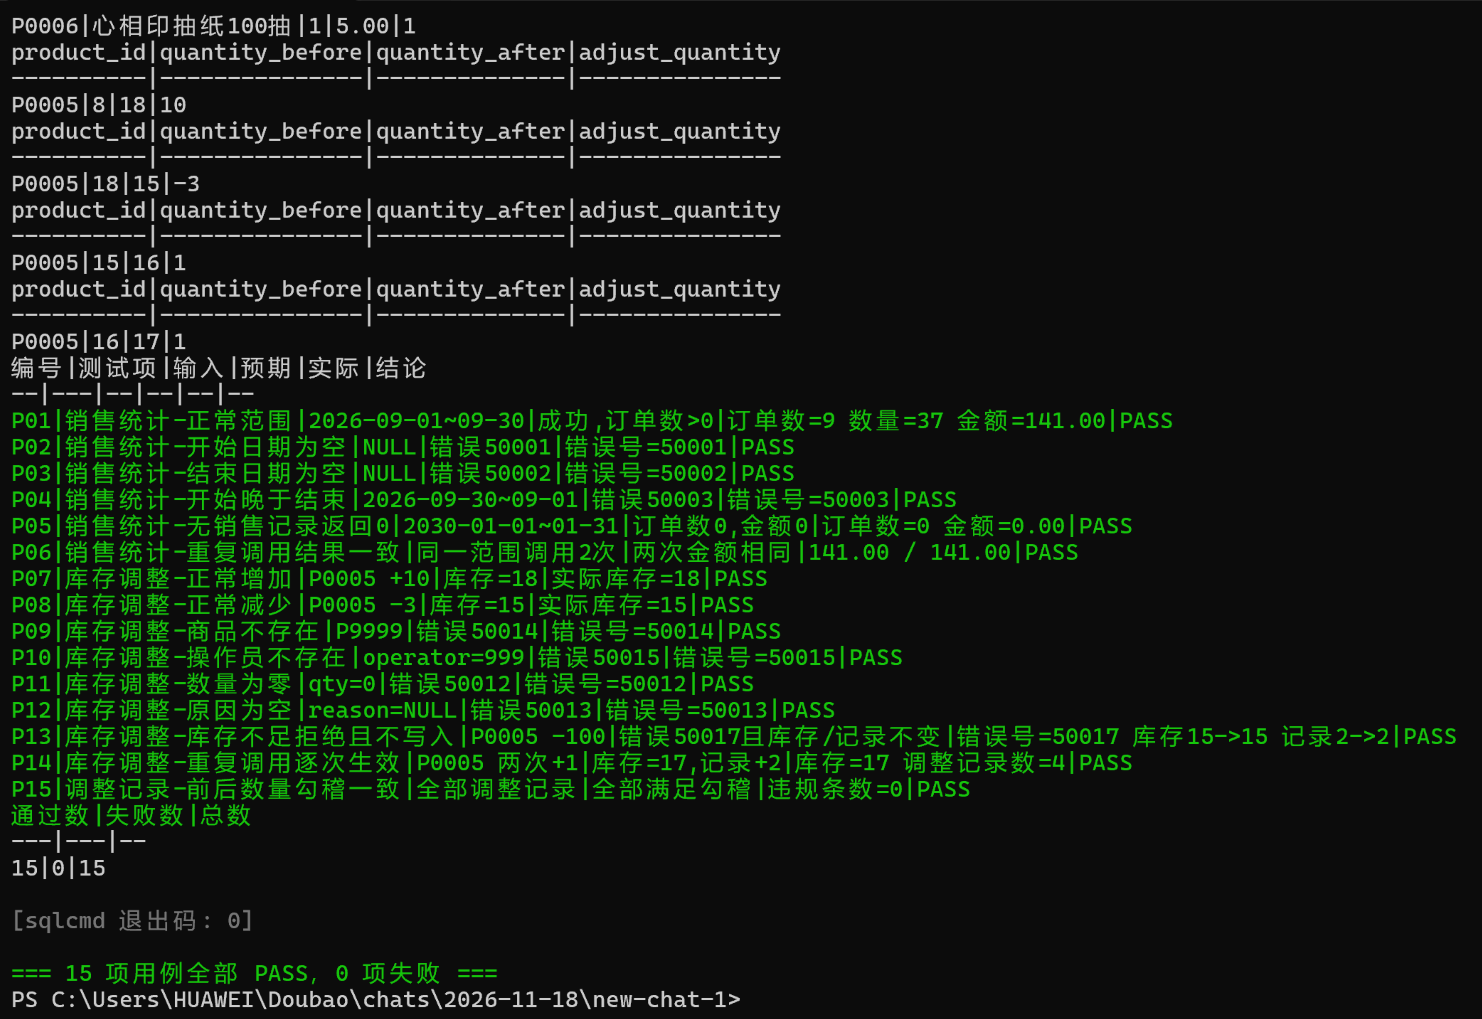 P0006|心相印抽纸100抽|1|5.00|1
product_id|quantity_before|quantity_after|adjust_quantity
----------|---------------|--------------|---------------
P0005|8|18|10
product_id|quantity_before|quantity_after|adjust_quantity
----------|---------------|--------------|---------------
P0005|18|15|-3
product_id|quantity_before|quantity_after|adjust_quantity
----------|---------------|--------------|---------------
P0005|15|16|1
product_id|quantity_before|quantity_after|adjust_quantity
----------|---------------|--------------|---------------
P0005|16|17|1
编号|测试项|输入|预期|实际|结论
--|---|--|--|--|--
P01|销售统计-正常范围|2026-09-01~09-30|成功,订单数>0|订单数=9 数量=37 金额=141.00|PASS
P02|销售统计-开始日期为空|NULL|错误50001|错误号=50001|PASS
P03|销售统计-结束日期为空|NULL|错误50002|错误号=50002|PASS
P04|销售统计-开始晚于结束|2026-09-30~09-01|错误50003|错误号=50003|PASS
P05|销售统计-无销售记录返回0|2030-01-01~01-31|订单数0,金额0|订单数=0 金额=0.00|PASS
P06|销售统计-重复调用结果一致|同一范围调用2次|两次金额相同|141.00 / 141.00|PASS
P07|库存调整-正常增加|P0005 +10|库存=18|实际库存=18|PASS
P08|库存调整-正常减少|P0005 -3|库存=15|实际库存=15|PASS
P09|库存调整-商品不存在|P9999|错误50014|错误号=50014|PASS
P10|库存调整-操作员不存在|operator=999|错误50015|错误号=50015|PASS
P11|库存调整-数量为零|qty=0|错误50012|错误号=50012|PASS
P12|库存调整-原因为空|reason=NULL|错误50013|错误号=50013|PASS
P13|库存调整-库存不足拒绝且不写入|P0005 -100|错误50017且库存/记录不变|错误号=50017 库存15->15 记录2->2|PASS
P14|库存调整-重复调用逐次生效|P0005 两次+1|库存=17,记录+2|库存=17 调整记录数=4|PASS
P15|调整记录-前后数量勾稽一致|全部调整记录|全部满足勾稽|违规条数=0|PASS
通过数|失败数|总数
---|---|--
15|0|15
[sqlcmd 退出码: 0]
=== 15 项用例全部 PASS, 0 项失败 ===
PS C:\Users\HUAWEI\Doubao\chats\2026-11-18\new-chat-1>